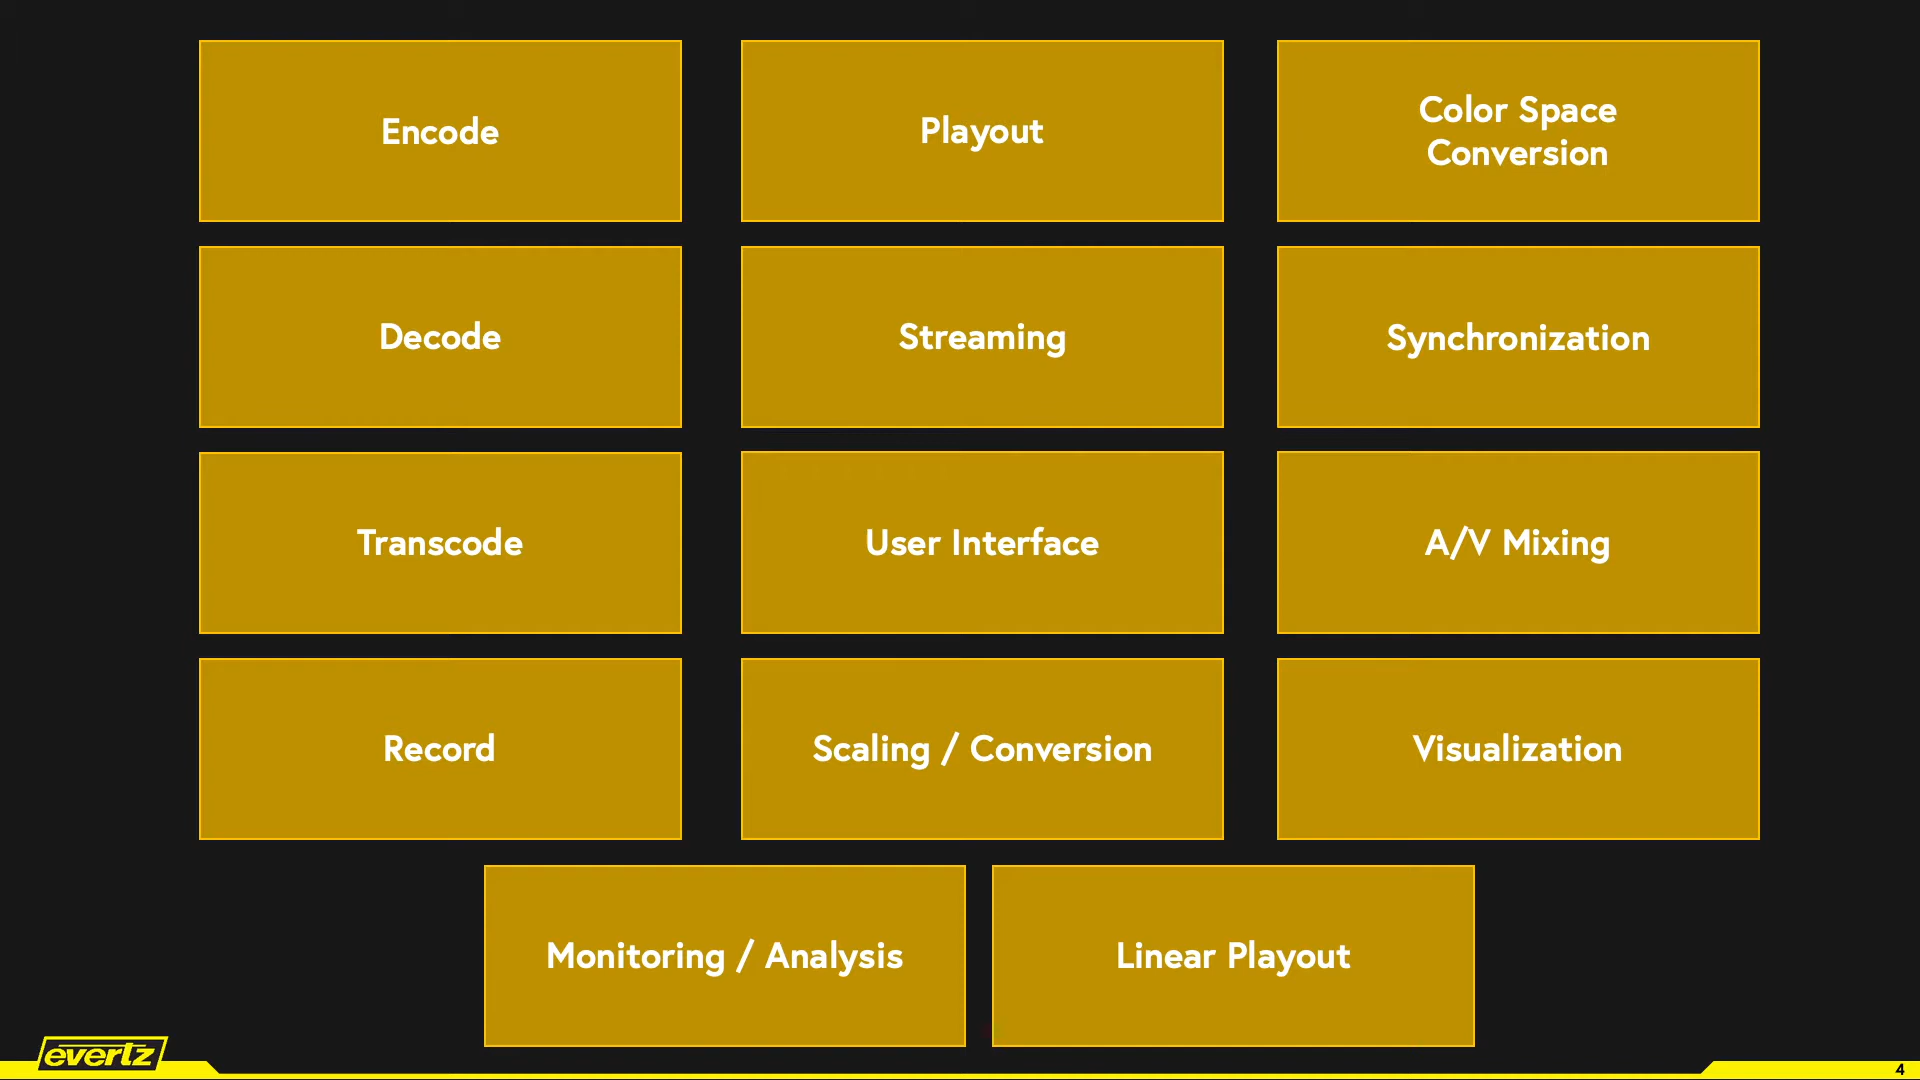 Encode
Playout
Color Space
Conversion
Decode
Streaming
Synchronization
Transcode
User Interface
A/V Mixing
Record
Scaling / Conversion
Visualization
Monitoring / Analysis
Linear Playout
evertz
4